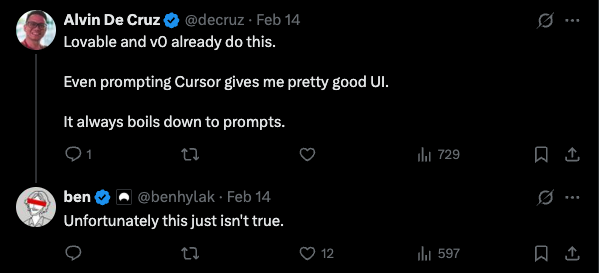 Alvin De Cruz @decruz · Feb 14
Lovable and v0 already do this.
Even prompting Cursor gives me pretty good UI.
It always boils down to prompts.
1 729
ben @benhylak · Feb 14
Unfortunately this just isn't true.
12 597